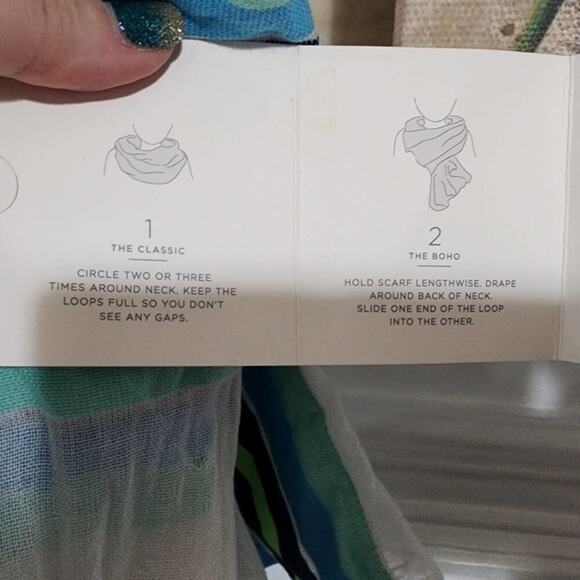 1
THE CLASSIC
CIRCLE TWO OR THREE
TIMES AROUND NECK. KEEP THE
LOOPS FULL SO YOU DON'T
SEE ANY GAPS.
2
THE BOHO
HOLD SCARF LENGTHWISE. DRAPE
AROUND BACK OF NECK.
SLIDE ONE END OF THE LOOP
INTO THE OTHER.